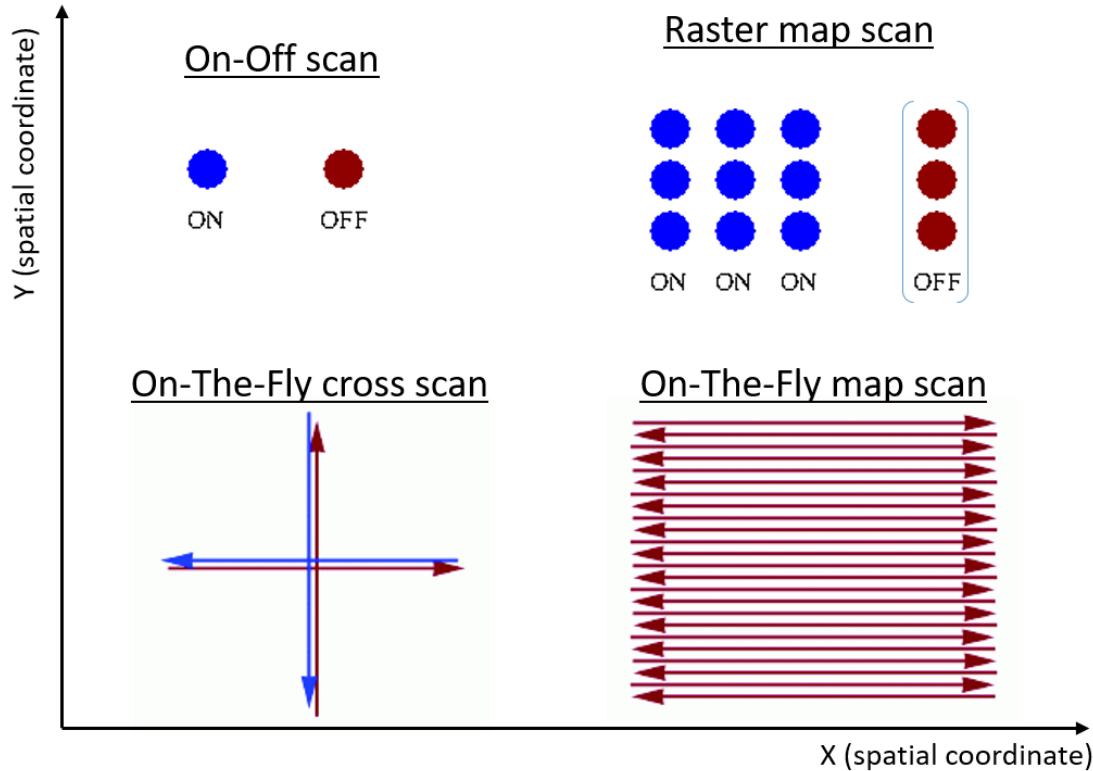 Y (spatial coordinate)
On-Off scan
ON
OFF
Raster map scan
ON ON ON
OFF
On-The-Fly cross scan
On-The-Fly map scan
X (spatial coordinate)